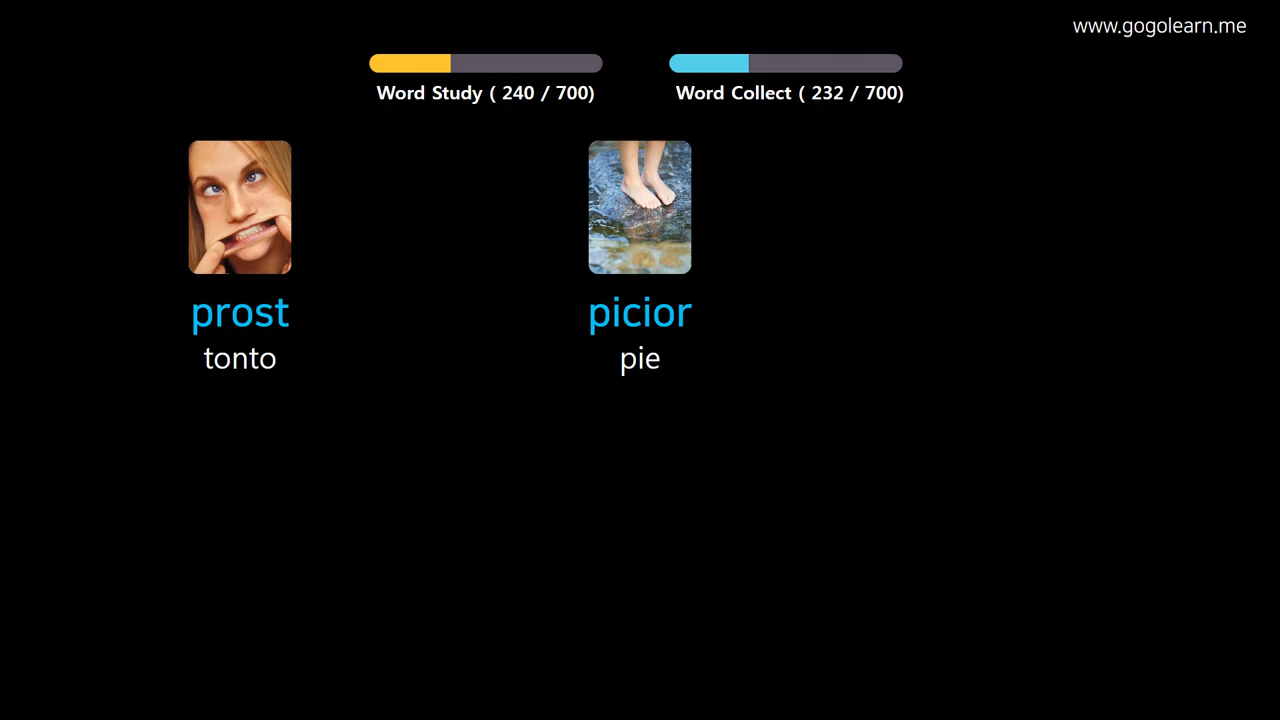 www.gogolearn.me
Word Study ( 240 / 700)
Word Collect ( 232 / 700)
prost
tonto
picior
pie